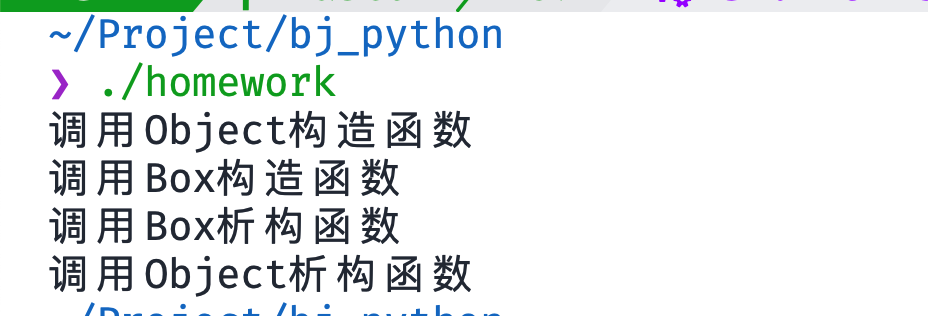 ~/Project/bj_python
❯ ./homework
调用Object构造函数
调用Box构造函数
调用Box析构函数
调用Object析构函数
~/Project/bj_python